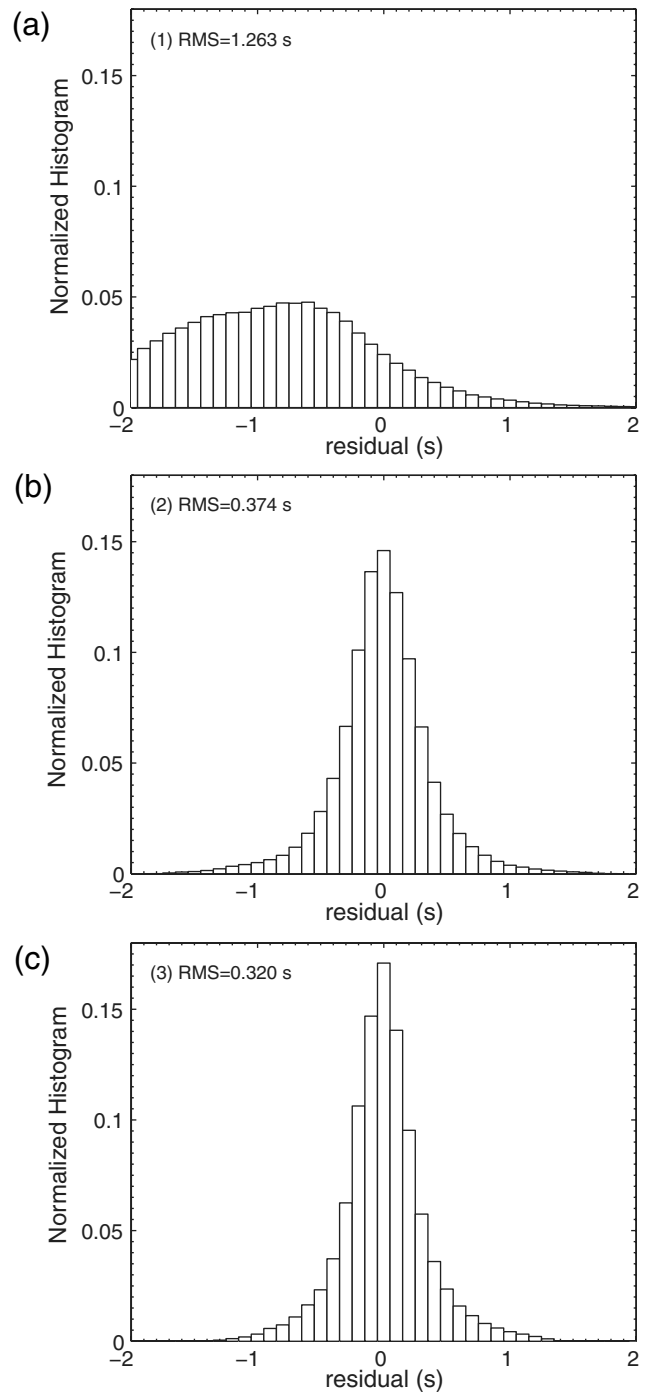 (a)
(1) RMS=1.263 s
Normalized Histogram
0.15
0.1
0.05
0
−2
−1
0
1
2
residual (s)
(b)
(2) RMS=0.374 s
Normalized Histogram
0.15
0.1
0.05
0
−2
−1
0
1
2
residual (s)
(c)
(3) RMS=0.320 s
Normalized Histogram
0.15
0.1
0.05
0
−2
−1
0
1
2
residual (s)